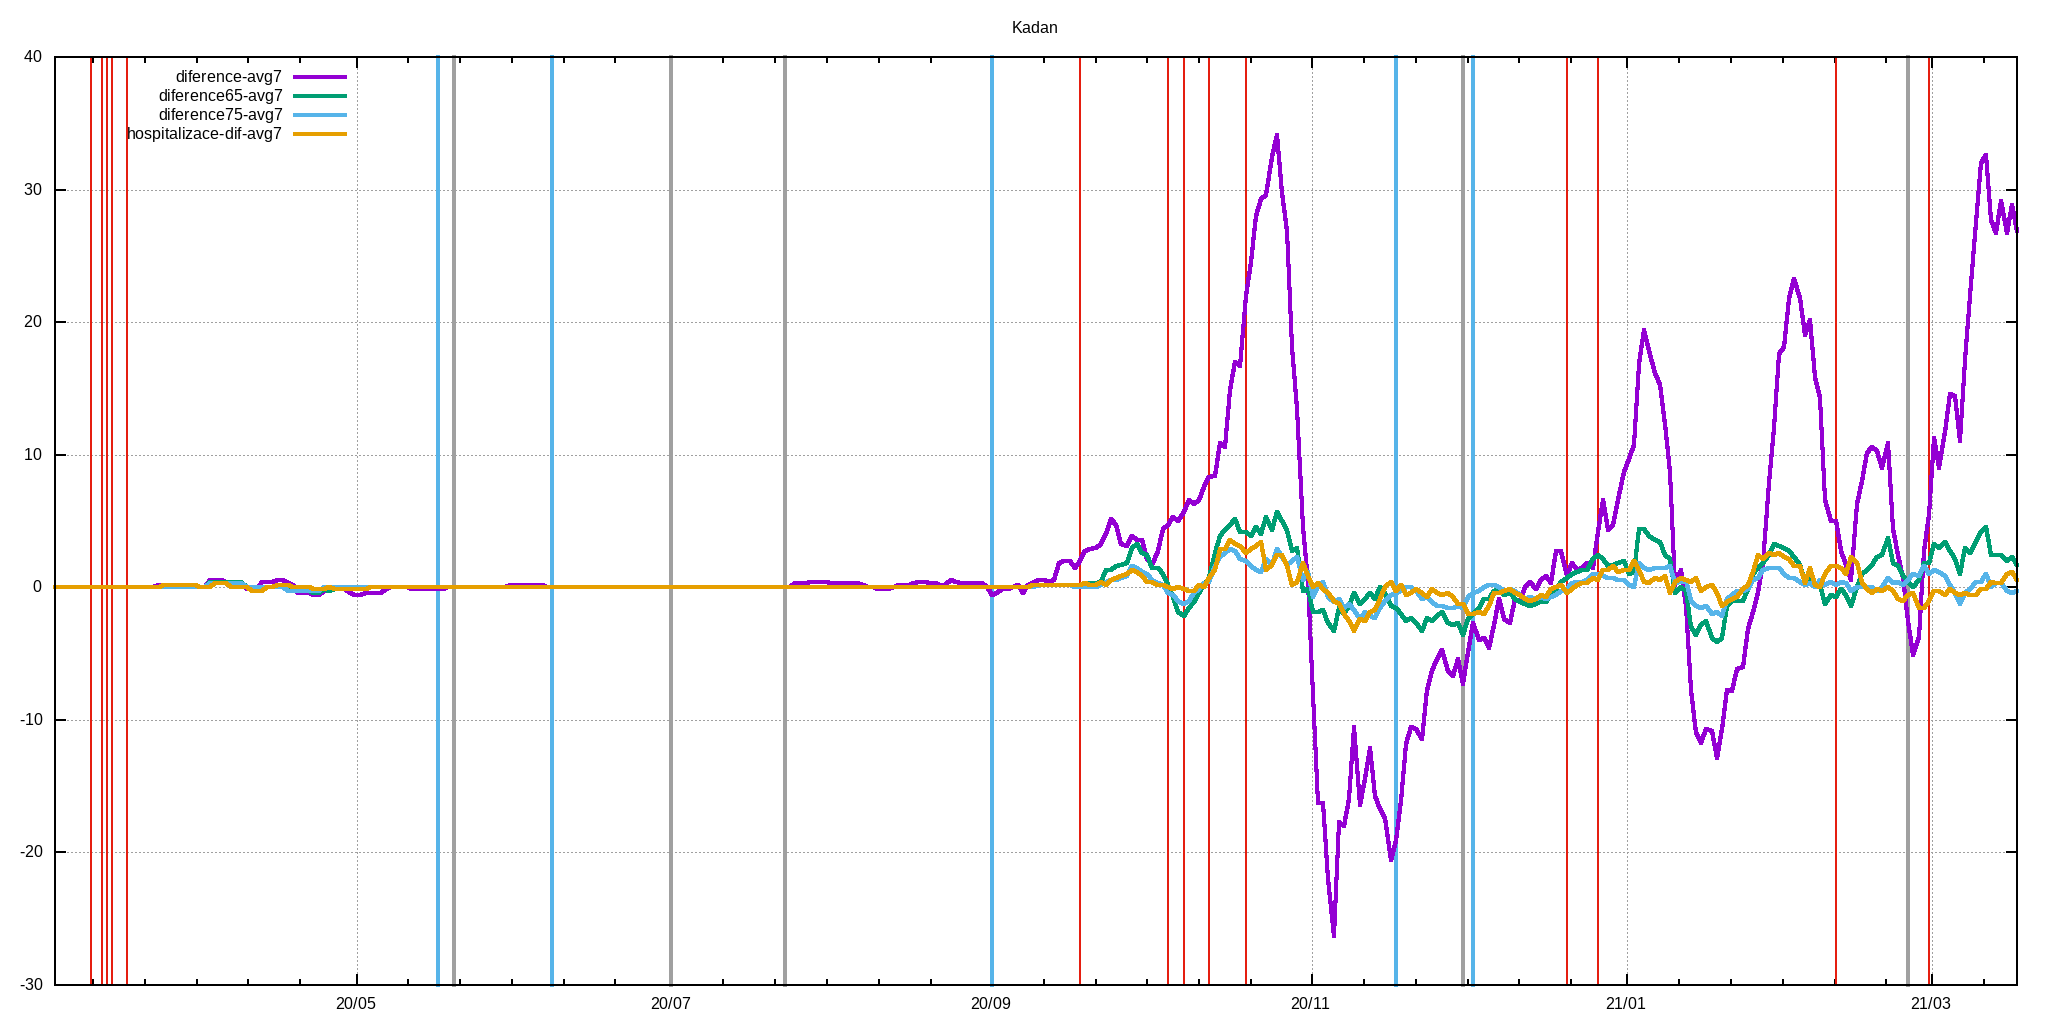 Kadan
40
30
20
10
0
-10
-20
-30
diference-avg7
diference65-avg7
diference75-avg7
hospitalizace-dif-avg7
20/05 20/07 20/09 20/11 21/01 21/03